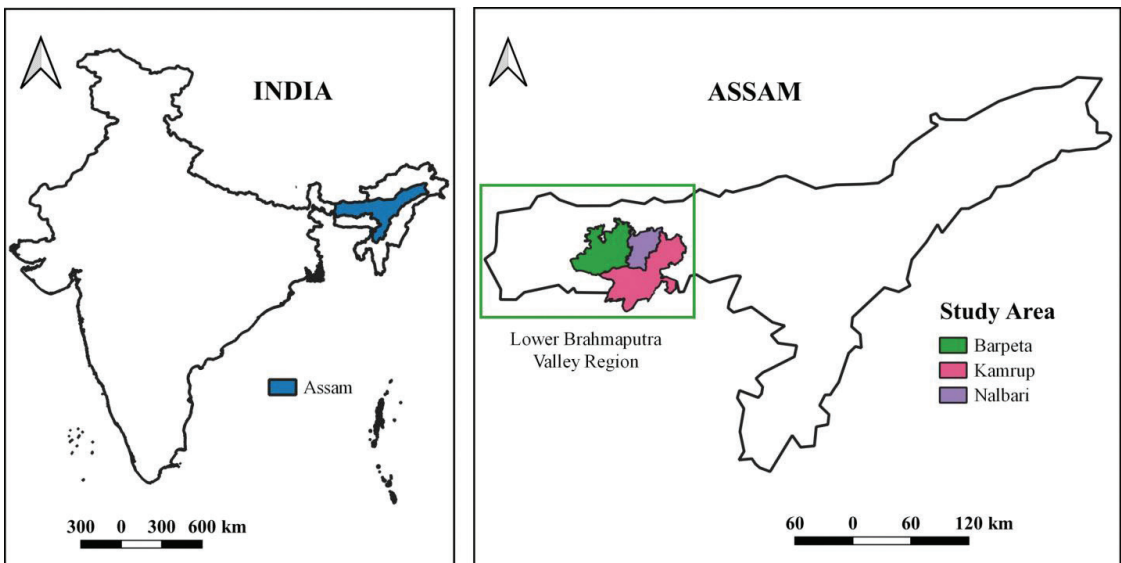 INDIA
Assam
300 0 300 600 km
ASSAM
Lower Brahmaputra
Valley Region
Study Area
Barpeta
Kamrup
Nalbari
60 0 60 120 km